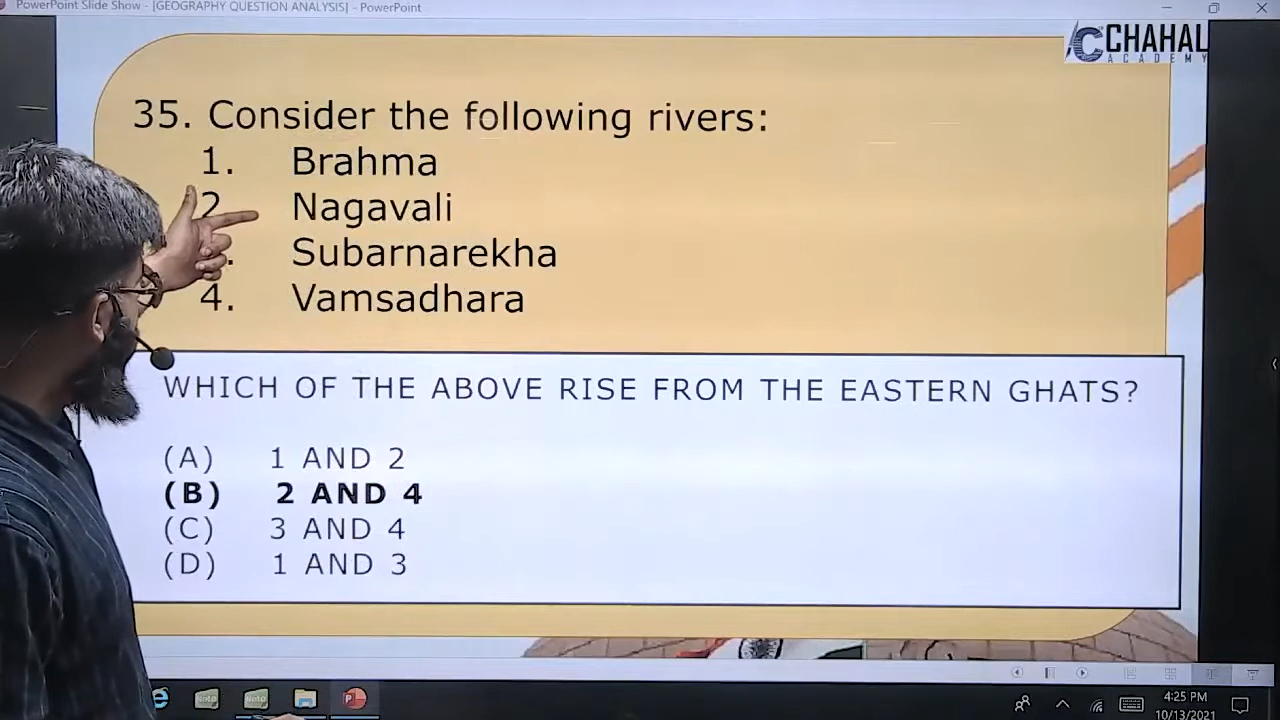 PowerPoint Slide Show - [GEOGRAPHY QUESTION ANALYSIS] - PowerPoint
CHAHAL
ACADEMY
35. Consider the following rivers:
1. Brahma
2 Nagavali
. Subarnarekha
4. Vamsadhara
WHICH OF THE ABOVE RISE FROM THE EASTERN GHATS?
(A) 1 AND 2
(B) 2 AND 4
(C) 3 AND 4
(D) 1 AND 3
4:25 PM
10/13/2021